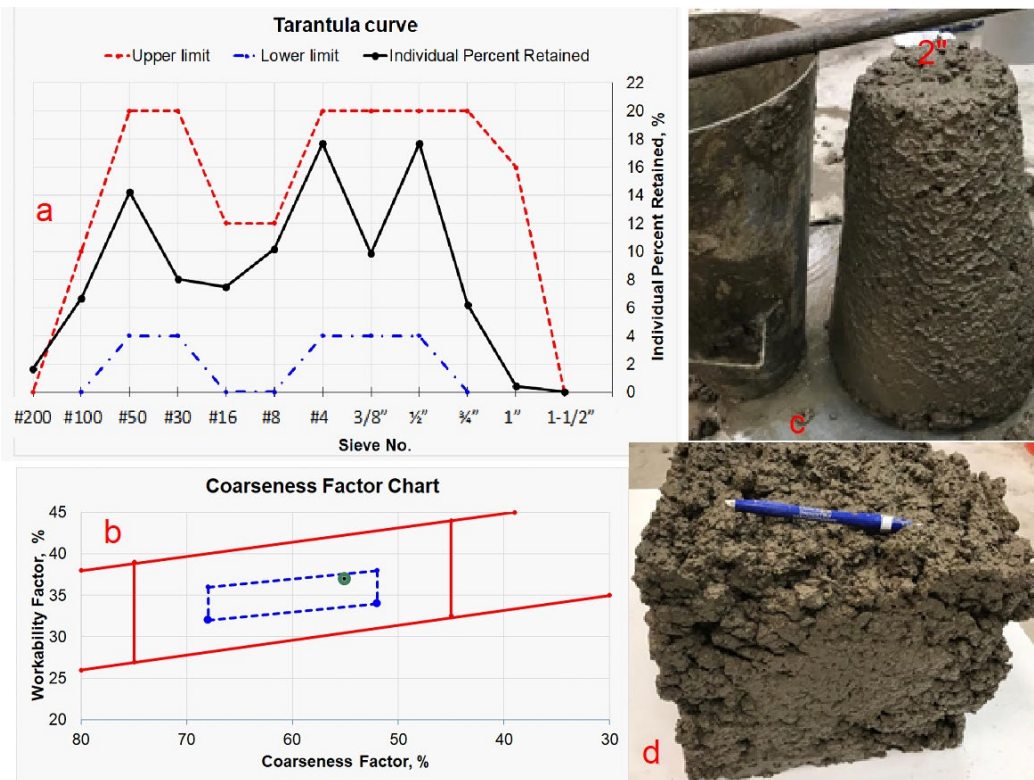 Tarantula curve
Upper limit Lower limit Individual Percent Retained
22
20
18
16
14
12
10
8
6
4
2
0
Individual Percent Retained, %
a
#200 #100 #50 #30 #16 #8 #4 3/8” ½” ¾” 1” 1-1/2”
Sieve No.
2"
c
Coarseness Factor Chart
b
45
40
35
30
25
20
Workability Factor, %
80 70 60 50 40 30
Coarseness Factor, %
d